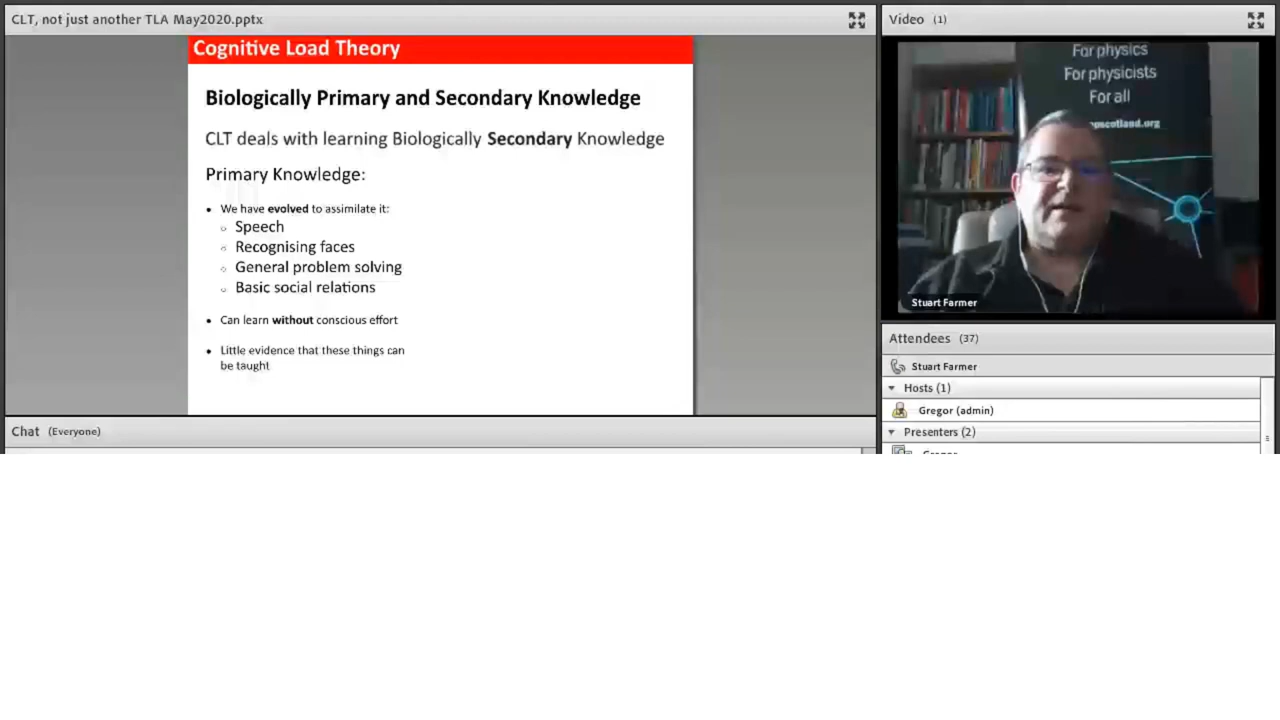 CLT, not just another TLA May2020.pptx
Cognitive Load Theory
Biologically Primary and Secondary Knowledge
CLT deals with learning Biologically Secondary Knowledge
Primary Knowledge:
• We have evolved to assimilate it:
○ Speech
○ Recognising faces
○ General problem solving
○ Basic social relations
• Can learn without conscious effort
• Little evidence that these things can
be taught
Chat (Everyone)
Video (1)
For physics
For physicists
For all
Stuart Farmer
Attendees (37)
Stuart Farmer
Hosts (1)
Gregor (admin)
Presenters (2)